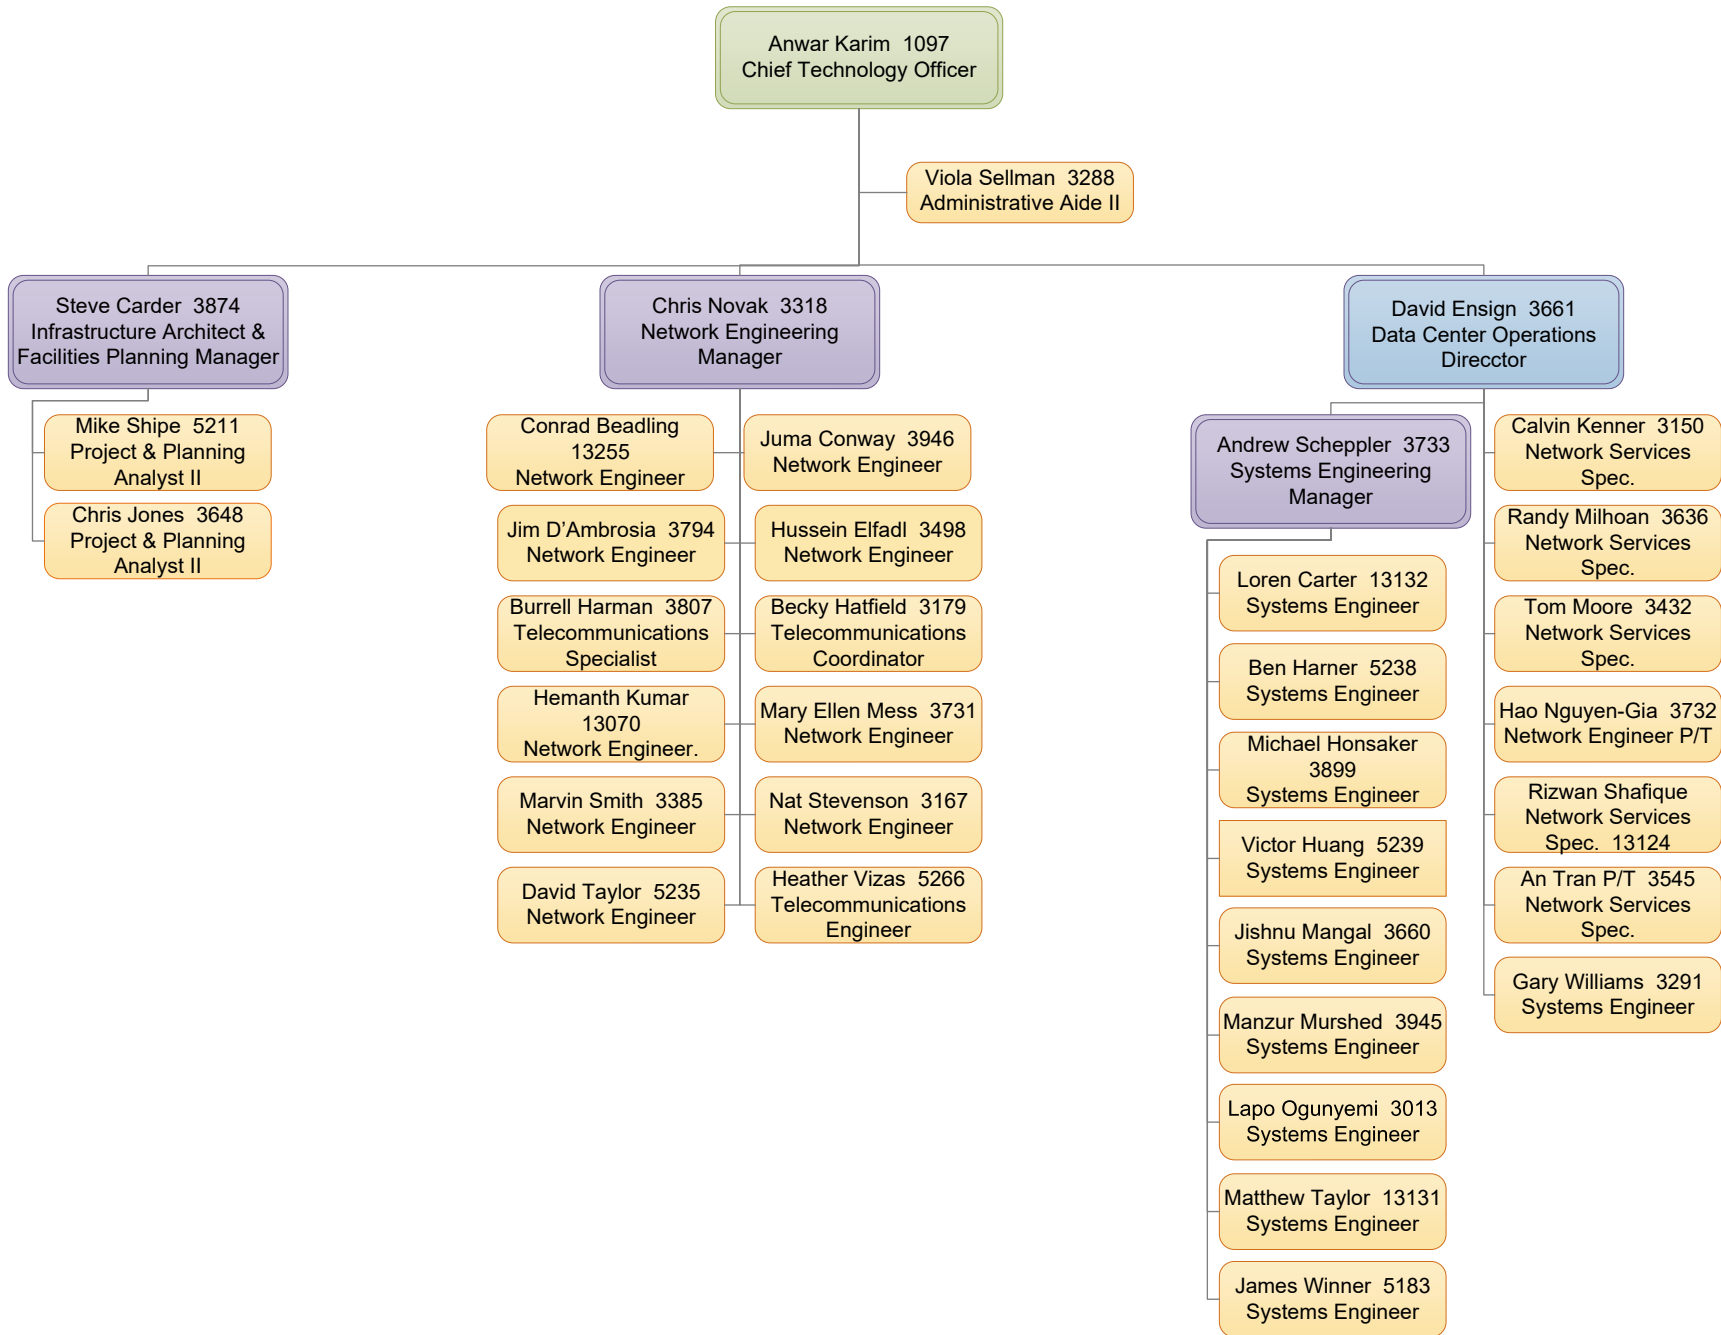 Anwar Karim 1097
Chief Technology Officer
Viola Sellman 3288
Administrative Aide II
Steve Carder 3874
Infrastructure Architect &
Facilities Planning Manager
Mike Shipe 5211
Project & Planning
Analyst II
Chris Jones 3648
Project & Planning
Analyst II
Chris Novak 3318
Network Engineering
Manager
Conrad Beadling
13255
Network Engineer
Juma Conway 3946
Network Engineer
Jim D’Ambrosia 3794
Network Engineer
Hussein Elfadl 3498
Network Engineer
Burrell Harman 3807
Telecommunications
Specialist
Becky Hatfield 3179
Telecommunications
Coordinator
Hemanth Kumar
13070
Network Engineer.
Mary Ellen Mess 3731
Network Engineer
Marvin Smith 3385
Network Engineer
Nat Stevenson 3167
Network Engineer
David Taylor 5235
Network Engineer
Heather Vizas 5266
Telecommunications
Engineer
David Ensign 3661
Data Center Operations
Direcctor
Andrew Scheppler 3733
Systems Engineering
Manager
Loren Carter 13132
Systems Engineer
Ben Harner 5238
Systems Engineer
Michael Honsaker
3899
Systems Engineer
Victor Huang 5239
Systems Engineer
Jishnu Mangal 3660
Systems Engineer
Manzur Murshed 3945
Systems Engineer
Lapo Ogunyemi 3013
Systems Engineer
Matthew Taylor 13131
Systems Engineer
James Winner 5183
Systems Engineer
Calvin Kenner 3150
Network Services
Spec.
Randy Milhoan 3636
Network Services
Spec.
Tom Moore 3432
Network Services
Spec.
Hao Nguyen-Gia 3732
Network Engineer P/T
Rizwan Shafique
Network Services
Spec. 13124
An Tran P/T 3545
Network Services
Spec.
Gary Williams 3291
Systems Engineer